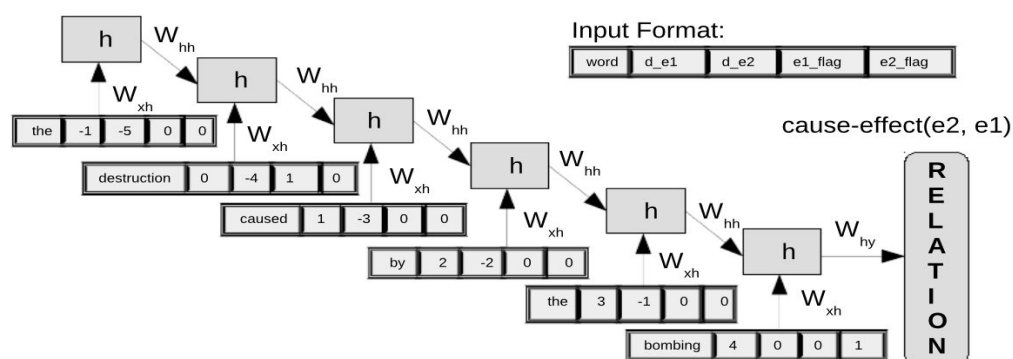 Input Format:
word d_e1 d_e2 e1_flag e2_flag
h
W_hh
W_xh
the -1 -5 0 0
h
W_hh
W_xh
destruction 0 -4 1 0
h
W_hh
W_xh
caused 1 -3 0 0
h
W_hh
W_xh
by 2 -2 0 0
h
W_hh
W_xh
the 3 -1 0 0
h
W_hy
W_xh
bombing 4 0 0 1
cause-effect(e2, e1)
RELATION